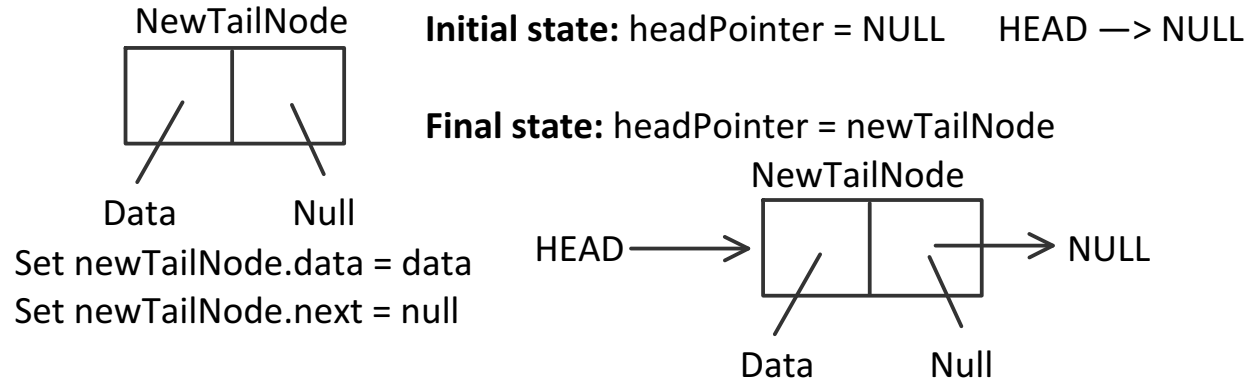 NewTailNode
Data Null
Set newTailNode.data = data
Set newTailNode.next = null
Initial state: headPointer = NULL HEAD —> NULL
Final state: headPointer = newTailNode
NewTailNode
HEAD NULL
Data Null